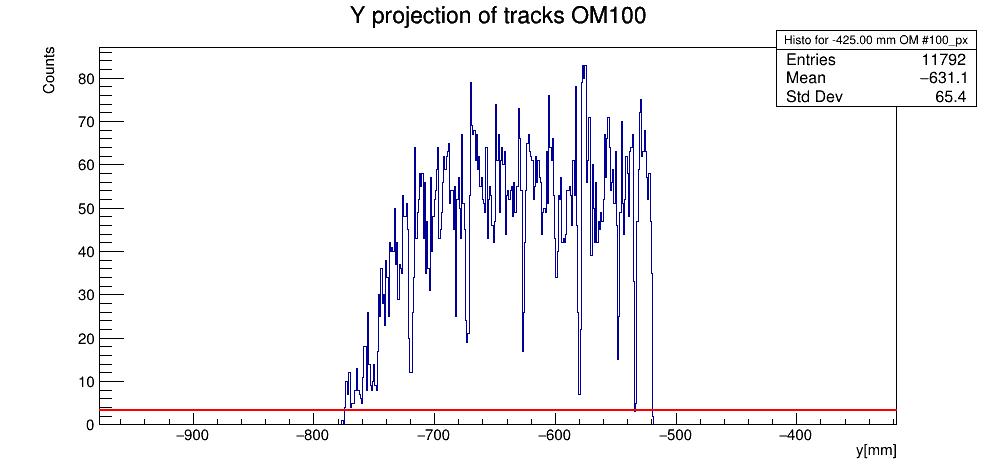 Y projection of tracks OM100
Histo for -425.00 mm OM #100_px
Entries 11792
Mean −631.1
Std Dev 65.4
Counts
80
70
60
50
40
30
20
10
0
−900 −800 −700 −600 −500 −400
y[mm]